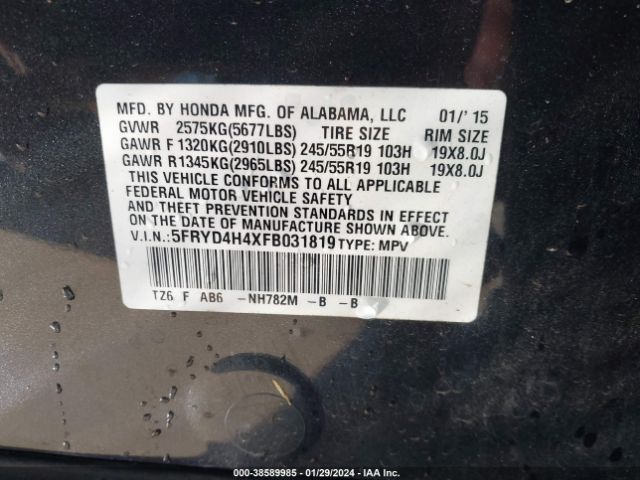 MFD. BY HONDA MFG. OF ALABAMA, LLC 01/'15
GVWR 2575KG(5677LBS) TIRE SIZE RIM SIZE
GAWR F 1320KG(2910LBS) 245/55R19 103H 19X8.0J
GAWR R1345KG(2965LBS) 245/55R19 103H 19X8.0J
THIS VEHICLE CONFORMS TO ALL APPLICABLE
FEDERAL MOTOR VEHICLE SAFETY
AND THEFT PREVENTION STANDARDS IN EFFECT
ON THE DATE OF MANUFACTURE SHOWN ABOVE.
V.I.N.:5FRYD4H4XFB031819 TYPE: MPV
TZ6 F AB6 -NH782M -B -B
000-38589985 - 01/29/2024 - IAA Inc.